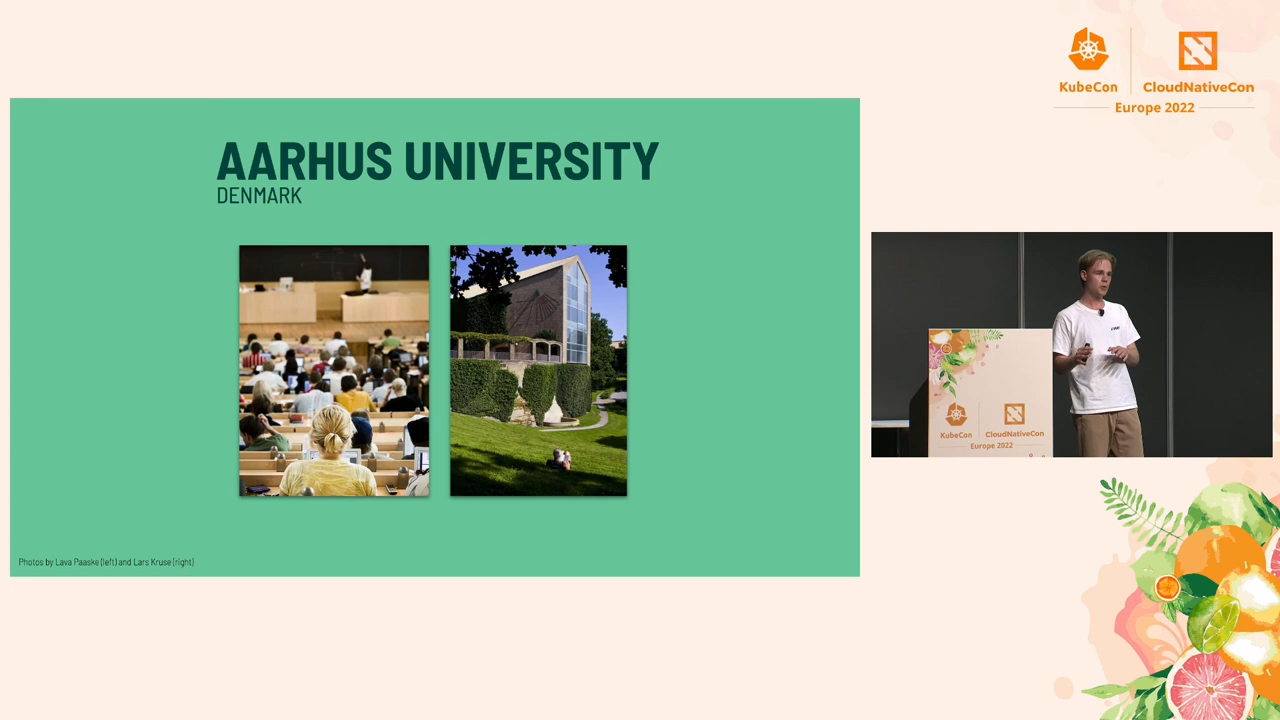 AARHUS UNIVERSITY
DENMARK
Photos by Lava Paaske (left) and Lars Kruse (right)
KubeCon
CloudNativeCon
Europe 2022
KubeCon
CloudNativeCon
Europe 2022